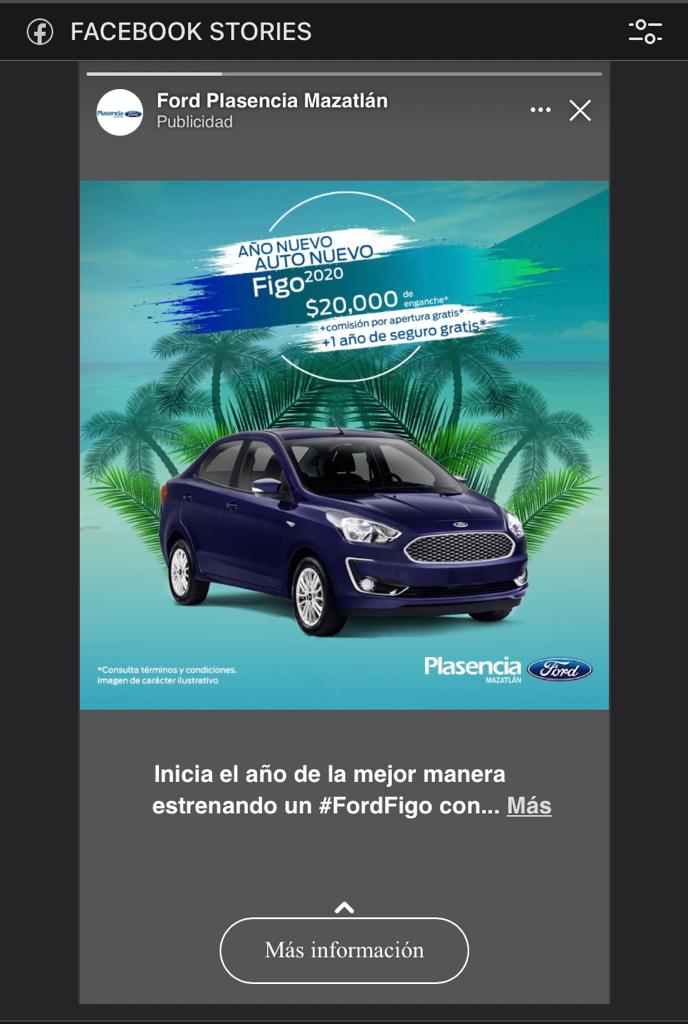 FACEBOOK STORIES
Plasencia Ford
Ford Plasencia Mazatlán
Publicidad
AÑO NUEVO
AUTO NUEVO
Figo2020
$20,000 de enganche*
+comisión por apertura gratis*
+1 año de seguro gratis*
*Consulta términos y condiciones.
Imagen de carácter ilustrativo
Plasencia Ford
MAZATLÁN
Inicia el año de la mejor manera
estrenando un #FordFigo con... Más
Más información